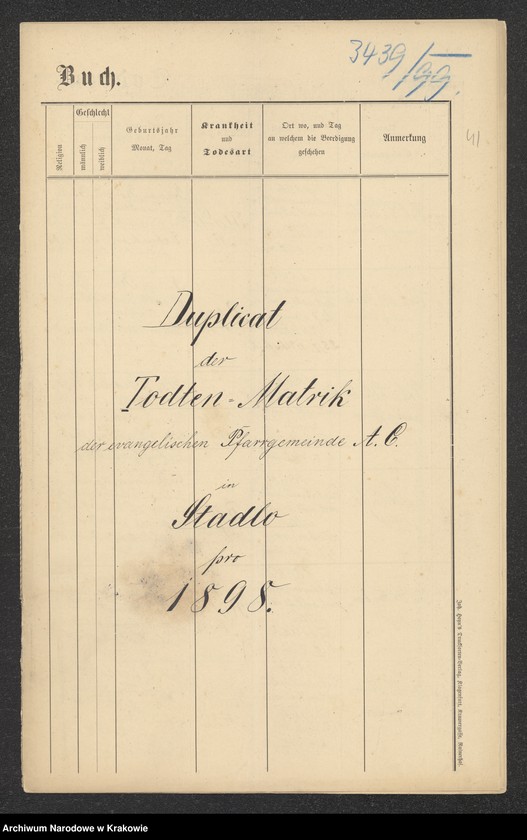 3439/99.
Buch.
41
Religion
Geschlecht
männlich
weiblich
Geburtsjahr
Monat, Tag
Krankheit
und
Todesart
Ort wo, und Tag
an welchem die Beerdigung
geschehen
Anmerkung
Duplicat
der
Todten-Matrik
der evangelischen Pfarrgemeinde A. C.
in
Stadlo
pro
1898.
Archiwum Narodowe w Krakowie